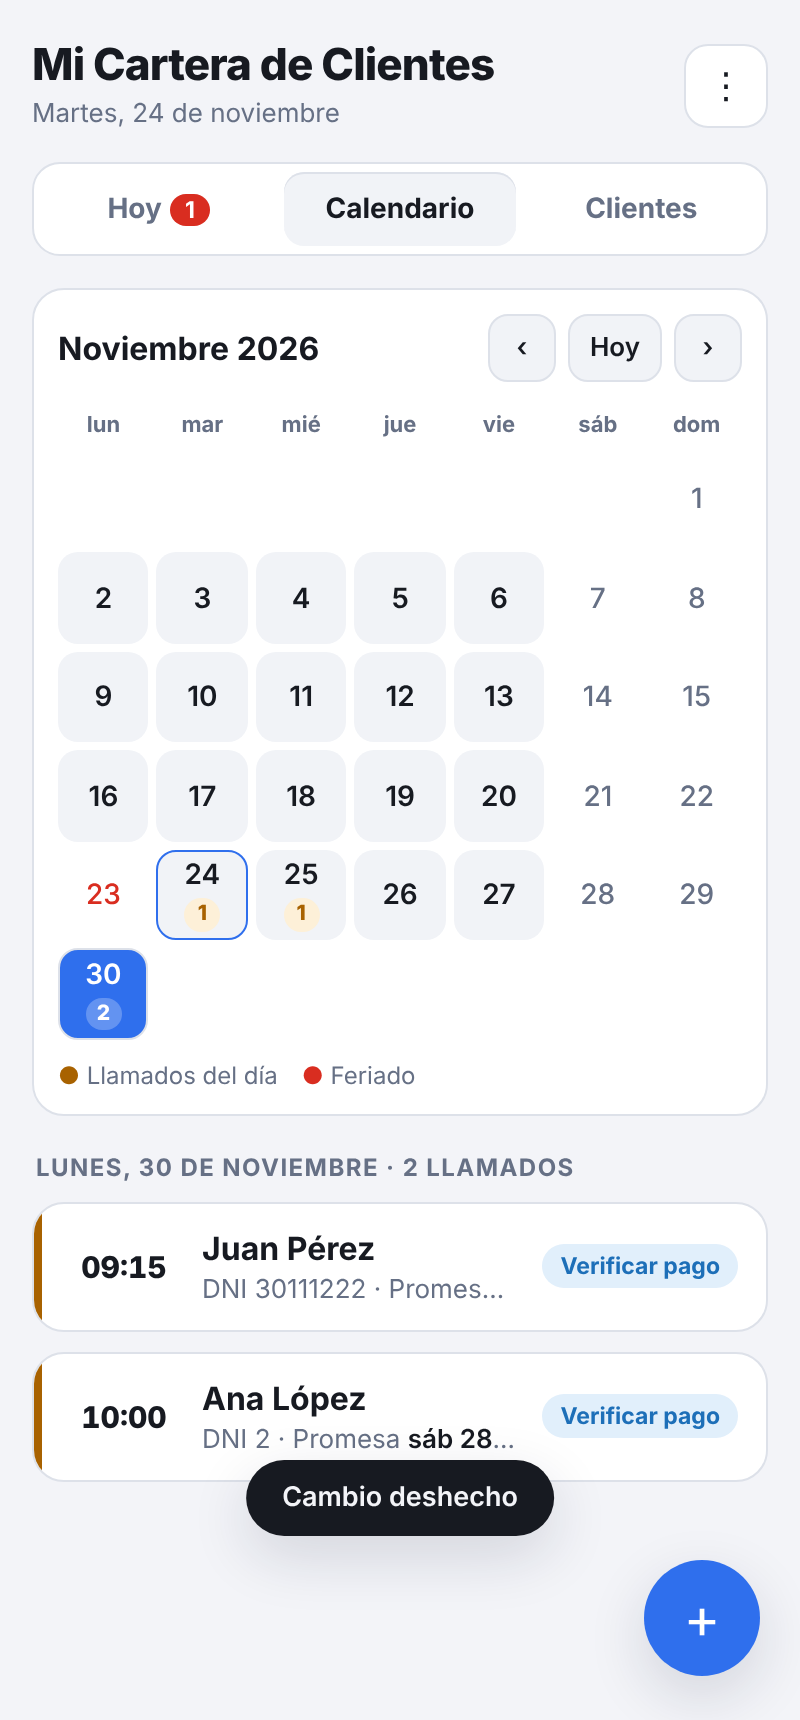 Mi Cartera de Clientes
Martes, 24 de noviembre
⋮
Hoy 1 Calendario Clientes
Noviembre 2026 ‹ Hoy ›
lun mar mié jue vie sáb dom
1
2 3 4 5 6 7 8
9 10 11 12 13 14 15
16 17 18 19 20 21 22
23 24 25 26 27 28 29
1 1
30
2
Llamados del día Feriado
LUNES, 30 DE NOVIEMBRE · 2 LLAMADOS
09:15 Juan Pérez Verificar pago
DNI 30111222 · Promes...
10:00 Ana López Verificar pago
DNI 2 · Promesa sáb 28...
Cambio deshecho
+